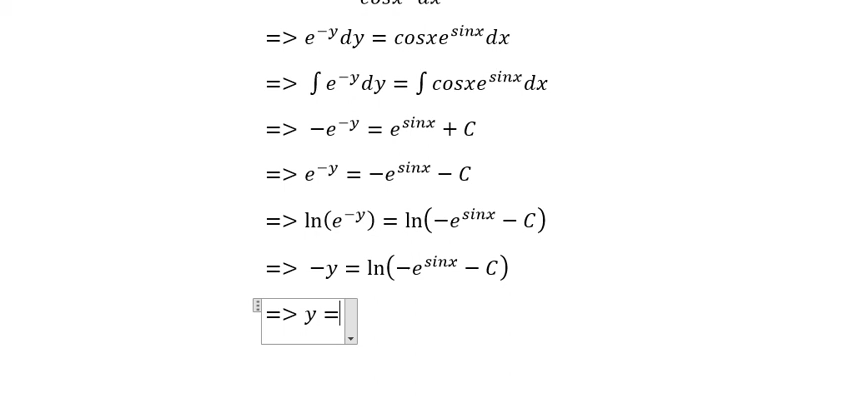 => e^{−y}dy = cosxe^{sinx}dx
=> ∫ e^{−y}dy = ∫ cosxe^{sinx}dx
=> −e^{−y} = e^{sinx} + C
=> e^{−y} = −e^{sinx} − C
=> ln(e^{−y}) = ln(−e^{sinx} − C)
=> −y = ln(−e^{sinx} − C)
=> y =